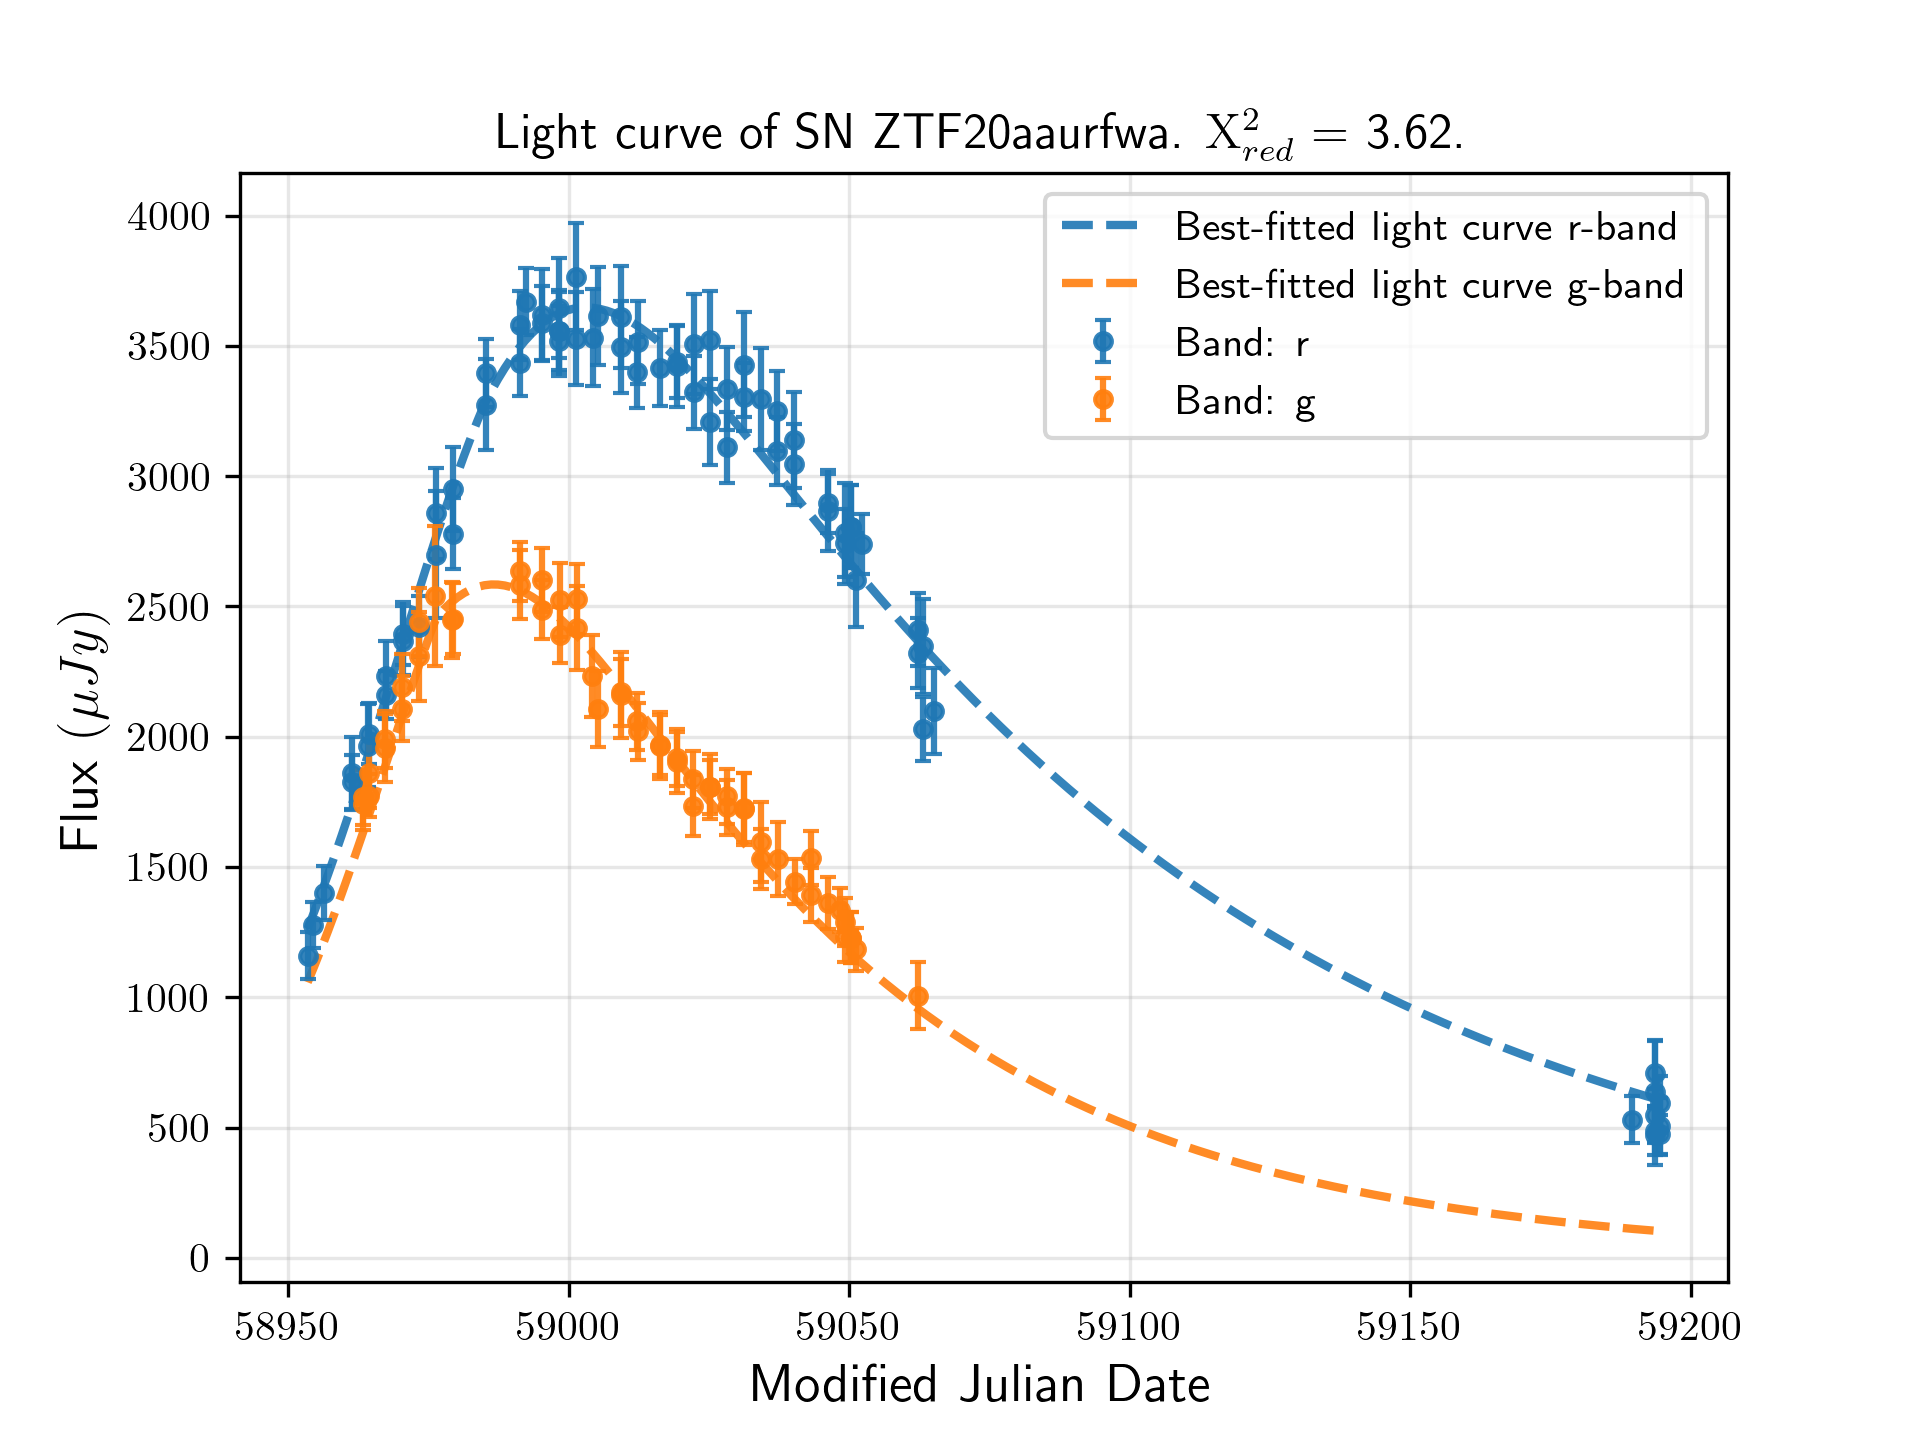 Light curve of SN ZTF20aaurfwa. X²_red = 3.62.
4000
3500
3000
2500
2000
1500
1000
500
0
Flux (μJy)
58950 59000 59050 59100 59150 59200
Modified Julian Date
Best-fitted light curve r-band
Best-fitted light curve g-band
Band: r
Band: g